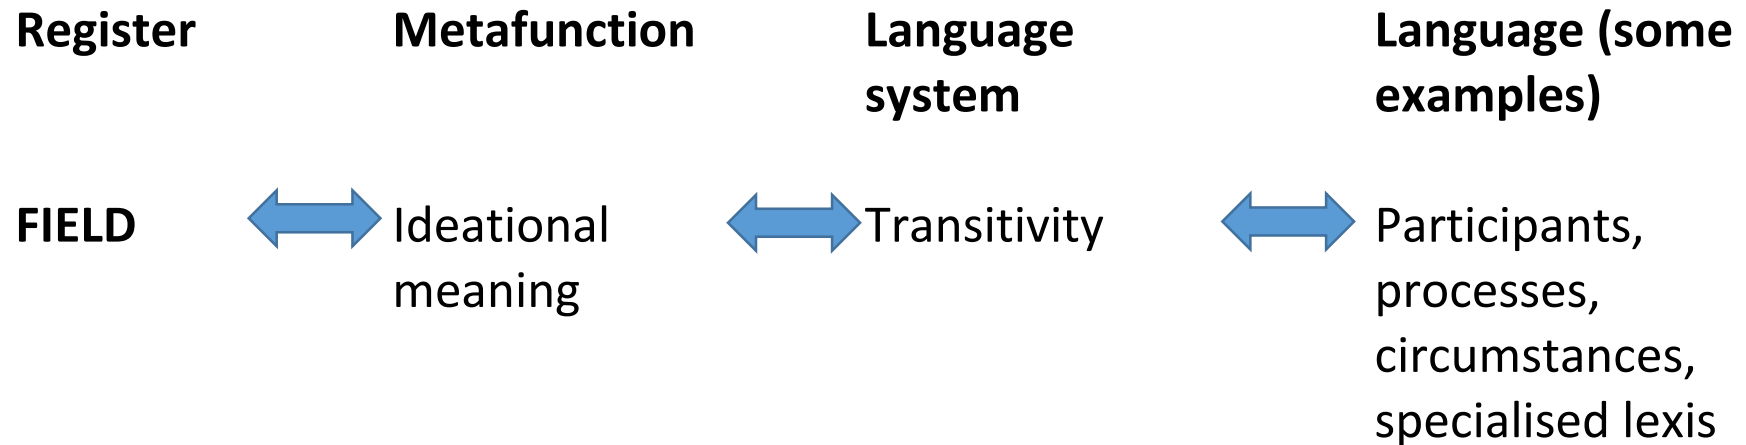 Register Metafunction Language Language (some
system examples)
FIELD Ideational Transitivity Participants,
meaning processes,
circumstances,
specialised lexis